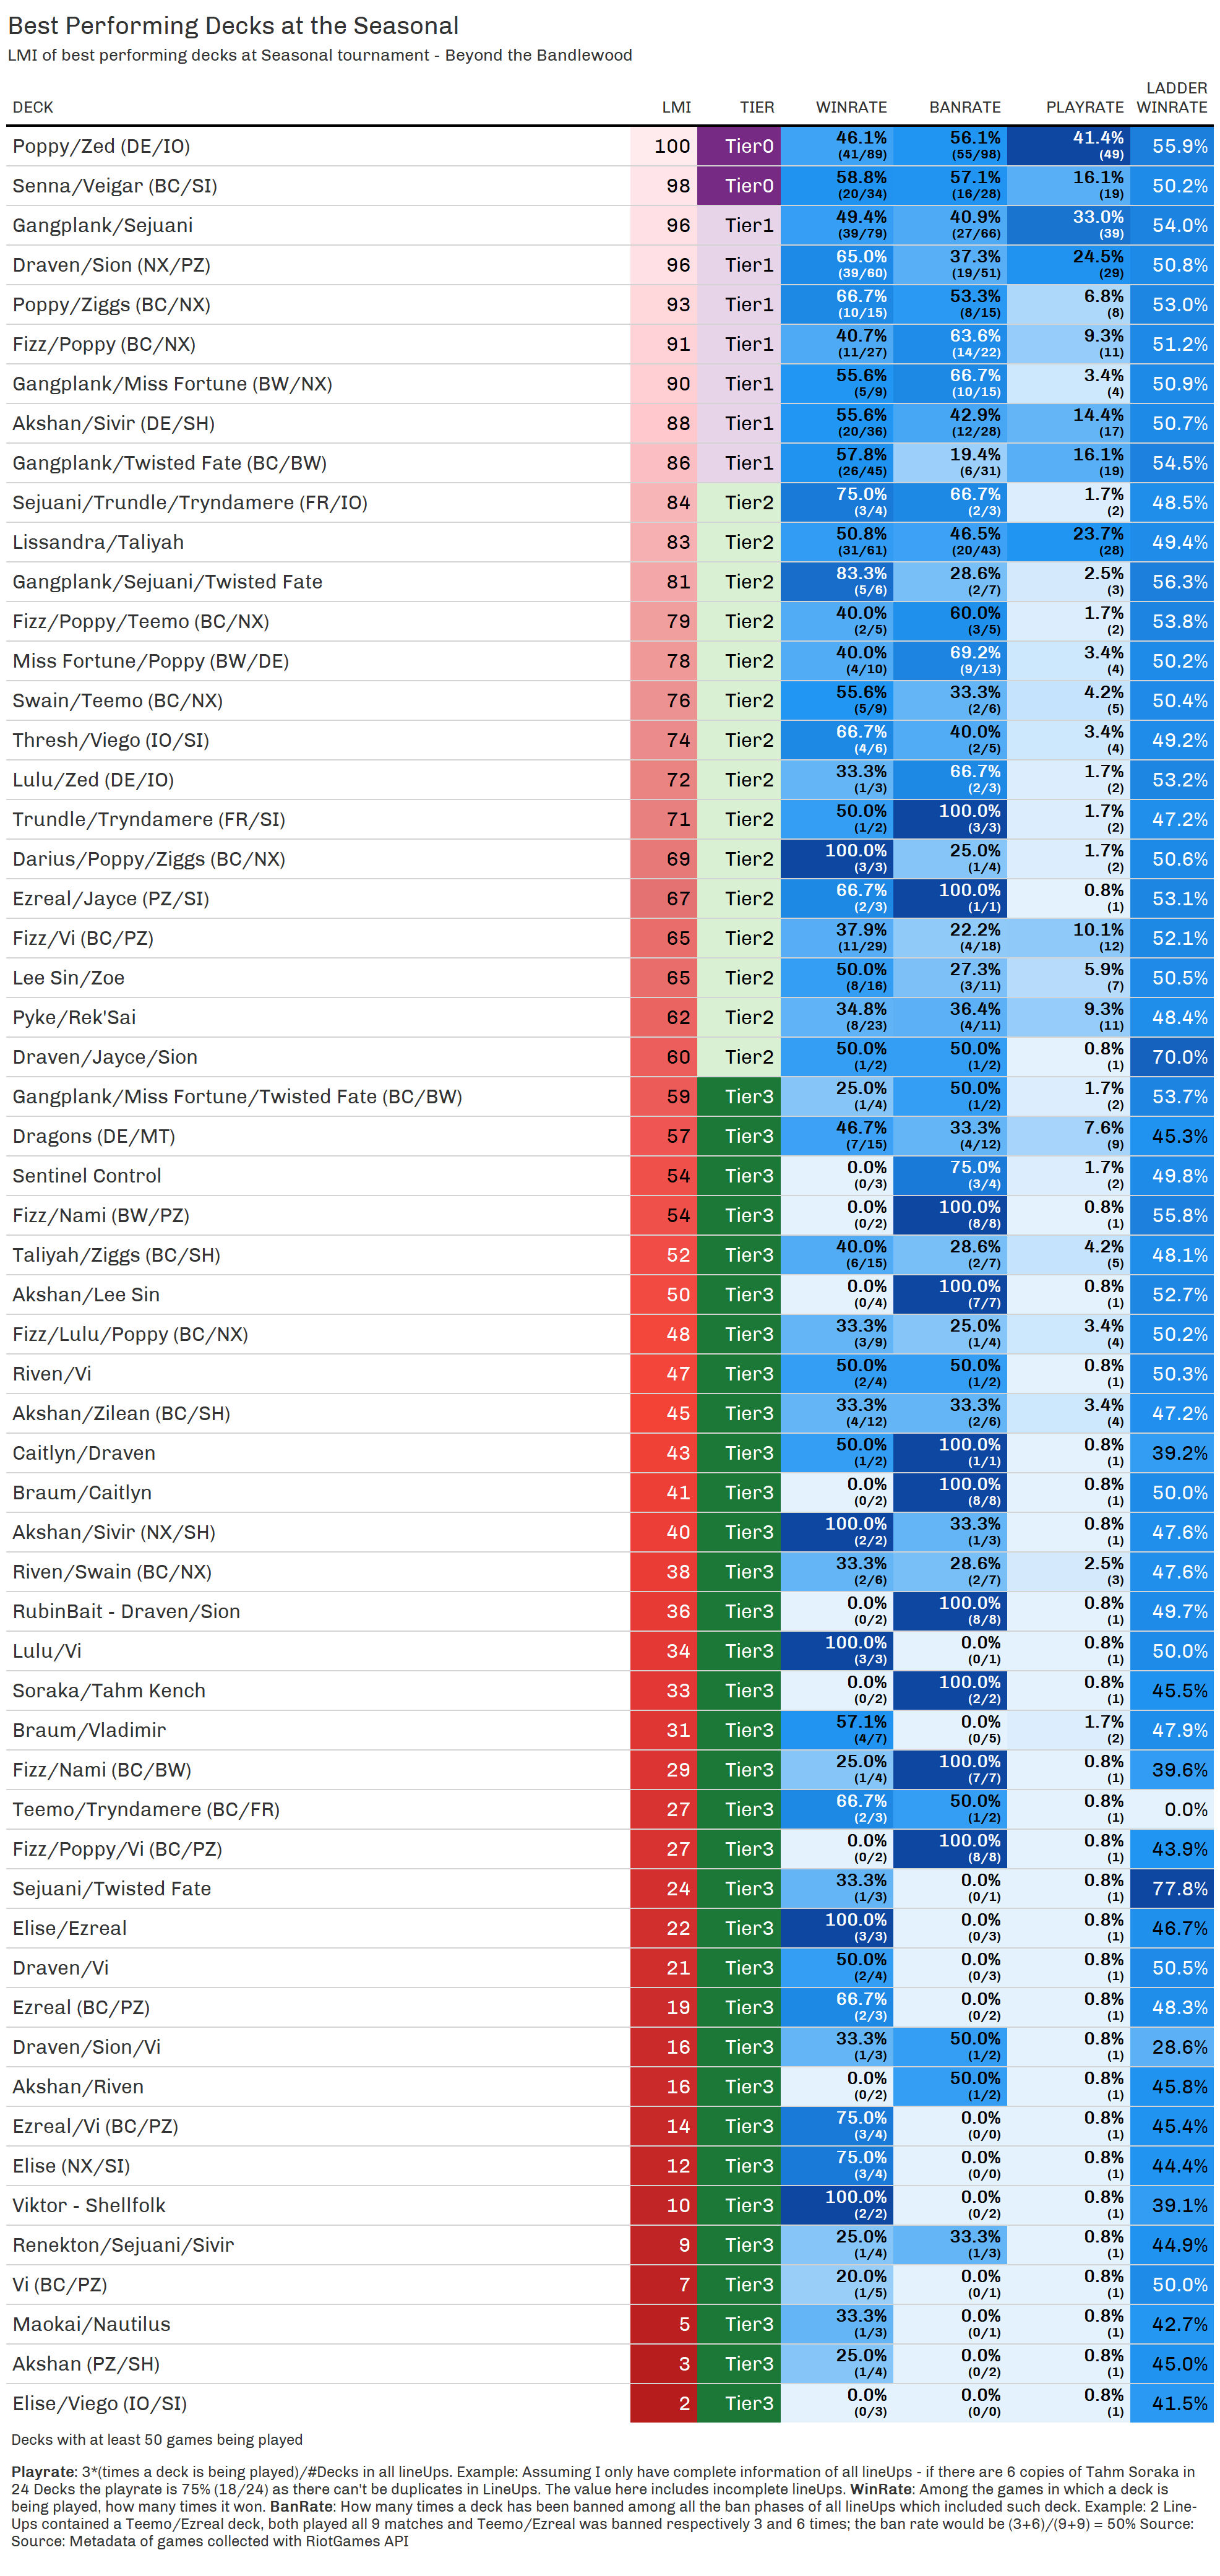 Best Performing Decks at the Seasonal
LMI of best performing decks at Seasonal tournament - Beyond the Bandlewood
DECK LMI TIER WINRATE BANRATE PLAYRATE LADDER WINRATE
Poppy/Zed (DE/IO) 100 Tier0 46.1% (41/89) 56.1% (55/98) 41.4% (49) 55.9%
Senna/Veigar (BC/SI) 98 Tier0 58.8% (20/34) 57.1% (16/28) 16.1% (19) 50.2%
Gangplank/Sejuani 96 Tier1 49.4% (39/79) 40.9% (27/66) 33.0% (39) 54.0%
Draven/Sion (NX/PZ) 96 Tier1 65.0% (39/60) 37.3% (19/51) 24.5% (29) 50.8%
Poppy/Ziggs (BC/NX) 93 Tier1 66.7% (10/15) 53.3% (8/15) 6.8% (8) 53.0%
Fizz/Poppy (BC/NX) 91 Tier1 40.7% (11/27) 63.6% (14/22) 9.3% (11) 51.2%
Gangplank/Miss Fortune (BW/NX) 90 Tier1 55.6% (5/9) 66.7% (10/15) 3.4% (4) 50.9%
Akshan/Sivir (DE/SH) 88 Tier1 55.6% (20/36) 42.9% (12/28) 14.4% (17) 50.7%
Gangplank/Twisted Fate (BC/BW) 86 Tier1 57.8% (26/45) 19.4% (6/31) 16.1% (19) 54.5%
Sejuani/Trundle/Tryndamere (FR/IO) 84 Tier2 75.0% (3/4) 66.7% (2/3) 1.7% (2) 48.5%
Lissandra/Taliyah 83 Tier2 50.8% (31/61) 46.5% (20/43) 23.7% (28) 49.4%
Gangplank/Sejuani/Twisted Fate 81 Tier2 83.3% (5/6) 28.6% (2/7) 2.5% (3) 56.3%
Fizz/Poppy/Teemo (BC/NX) 79 Tier2 40.0% (2/5) 60.0% (3/5) 1.7% (2) 53.8%
Miss Fortune/Poppy (BW/DE) 78 Tier2 40.0% (4/10) 69.2% (9/13) 3.4% (4) 50.2%
Swain/Teemo (BC/NX) 76 Tier2 55.6% (5/9) 33.3% (2/6) 4.2% (5) 50.4%
Thresh/Viego (IO/SI) 74 Tier2 66.7% (4/6) 40.0% (2/5) 3.4% (4) 49.2%
Lulu/Zed (DE/IO) 72 Tier2 33.3% (1/3) 66.7% (2/3) 1.7% (2) 53.2%
Trundle/Tryndamere (FR/SI) 71 Tier2 50.0% (1/2) 100.0% (3/3) 1.7% (2) 47.2%
Darius/Poppy/Ziggs (BC/NX) 69 Tier2 100.0% (3/3) 25.0% (1/4) 1.7% (2) 50.6%
Ezreal/Jayce (PZ/SI) 67 Tier2 66.7% (2/3) 100.0% (1/1) 0.8% (1) 53.1%
Fizz/Vi (BC/PZ) 65 Tier2 37.9% (11/29) 22.2% (4/18) 10.1% (12) 52.1%
Lee Sin/Zoe 65 Tier2 50.0% (8/16) 27.3% (3/11) 5.9% (7) 50.5%
Pyke/Rek'Sai 62 Tier2 34.8% (8/23) 36.4% (4/11) 9.3% (11) 48.4%
Draven/Jayce/Sion 60 Tier2 50.0% (1/2) 50.0% (1/2) 0.8% (1) 70.0%
Gangplank/Miss Fortune/Twisted Fate (BC/BW) 59 Tier3 25.0% (1/4) 50.0% (1/2) 1.7% (2) 53.7%
Dragons (DE/MT) 57 Tier3 46.7% (7/15) 33.3% (4/12) 7.6% (9) 45.3%
Sentinel Control 54 Tier3 0.0% (0/3) 75.0% (3/4) 1.7% (2) 49.8%
Fizz/Nami (BW/PZ) 54 Tier3 0.0% (0/2) 100.0% (8/8) 0.8% (1) 55.8%
Taliyah/Ziggs (BC/SH) 52 Tier3 40.0% (6/15) 28.6% (2/7) 4.2% (5) 48.1%
Akshan/Lee Sin 50 Tier3 0.0% (0/4) 100.0% (7/7) 0.8% (1) 52.7%
Fizz/Lulu/Poppy (BC/NX) 48 Tier3 33.3% (3/9) 25.0% (1/4) 3.4% (4) 50.2%
Riven/Vi 47 Tier3 50.0% (2/4) 50.0% (1/2) 0.8% (1) 50.3%
Akshan/Zilean (BC/SH) 45 Tier3 33.3% (4/12) 33.3% (2/6) 3.4% (4) 47.2%
Caitlyn/Draven 43 Tier3 50.0% (1/2) 100.0% (1/1) 0.8% (1) 39.2%
Braum/Caitlyn 41 Tier3 0.0% (0/2) 100.0% (8/8) 0.8% (1) 50.0%
Akshan/Sivir (NX/SH) 40 Tier3 100.0% (2/2) 33.3% (1/3) 0.8% (1) 47.6%
Riven/Swain (BC/NX) 38 Tier3 33.3% (2/6) 28.6% (2/7) 2.5% (3) 47.6%
RubinBait - Draven/Sion 36 Tier3 0.0% (0/2) 100.0% (8/8) 0.8% (1) 49.7%
Lulu/Vi 34 Tier3 100.0% (3/3) 0.0% (0/1) 0.8% (1) 50.0%
Soraka/Tahm Kench 33 Tier3 0.0% (0/2) 100.0% (2/2) 0.8% (1) 45.5%
Braum/Vladimir 31 Tier3 57.1% (4/7) 0.0% (0/5) 1.7% (2) 47.9%
Fizz/Nami (BC/BW) 29 Tier3 25.0% (1/4) 100.0% (7/7) 0.8% (1) 39.6%
Teemo/Tryndamere (BC/FR) 27 Tier3 66.7% (2/3) 50.0% (1/2) 0.8% (1) 0.0%
Fizz/Poppy/Vi (BC/PZ) 27 Tier3 0.0% (0/2) 100.0% (8/8) 0.8% (1) 43.9%
Sejuani/Twisted Fate 24 Tier3 33.3% (1/3) 0.0% (0/1) 0.8% (1) 77.8%
Elise/Ezreal 22 Tier3 100.0% (3/3) 0.0% (0/3) 0.8% (1) 46.7%
Draven/Vi 21 Tier3 50.0% (2/4) 0.0% (0/3) 0.8% (1) 50.5%
Ezreal (BC/PZ) 19 Tier3 66.7% (2/3) 0.0% (0/2) 0.8% (1) 48.3%
Draven/Sion/Vi 16 Tier3 33.3% (1/3) 50.0% (1/2) 0.8% (1) 28.6%
Akshan/Riven 16 Tier3 0.0% (0/2) 50.0% (1/2) 0.8% (1) 45.8%
Ezreal/Vi (BC/PZ) 14 Tier3 75.0% (3/4) 0.0% (0/0) 0.8% (1) 45.4%
Elise (NX/SI) 12 Tier3 75.0% (3/4) 0.0% (0/0) 0.8% (1) 44.4%
Viktor - Shellfolk 10 Tier3 100.0% (2/2) 0.0% (0/2) 0.8% (1) 39.1%
Renekton/Sejuani/Sivir 9 Tier3 25.0% (1/4) 33.3% (1/3) 0.8% (1) 44.9%
Vi (BC/PZ) 7 Tier3 20.0% (1/5) 0.0% (0/1) 0.8% (1) 50.0%
Maokai/Nautilus 5 Tier3 33.3% (1/3) 0.0% (0/1) 0.8% (1) 42.7%
Akshan (PZ/SH) 3 Tier3 25.0% (1/4) 0.0% (0/2) 0.8% (1) 45.0%
Elise/Viego (IO/SI) 2 Tier3 0.0% (0/3) 0.0% (0/0) 0.8% (1) 41.5%
Decks with at least 50 games being played
Playrate: 3*(times a deck is being played)/#Decks in all lineUps. Example: Assuming I only have complete information of all lineUps - if there are 6 copies of Tahm Soraka in
24 Decks the playrate is 75% (18/24) as there can't be duplicates in LineUps. The value here includes incomplete lineUps. WinRate: Among the games in which a deck is
being played, how many times it won. BanRate: How many times a deck has been banned among all the ban phases of all lineUps which included such deck. Example: 2 Line-
Ups contained a Teemo/Ezreal deck, both played all 9 matches and Teemo/Ezreal was banned respectively 3 and 6 times; the ban rate would be (3+6)/(9+9) = 50% Source:
Source: Metadata of games collected with RiotGames API